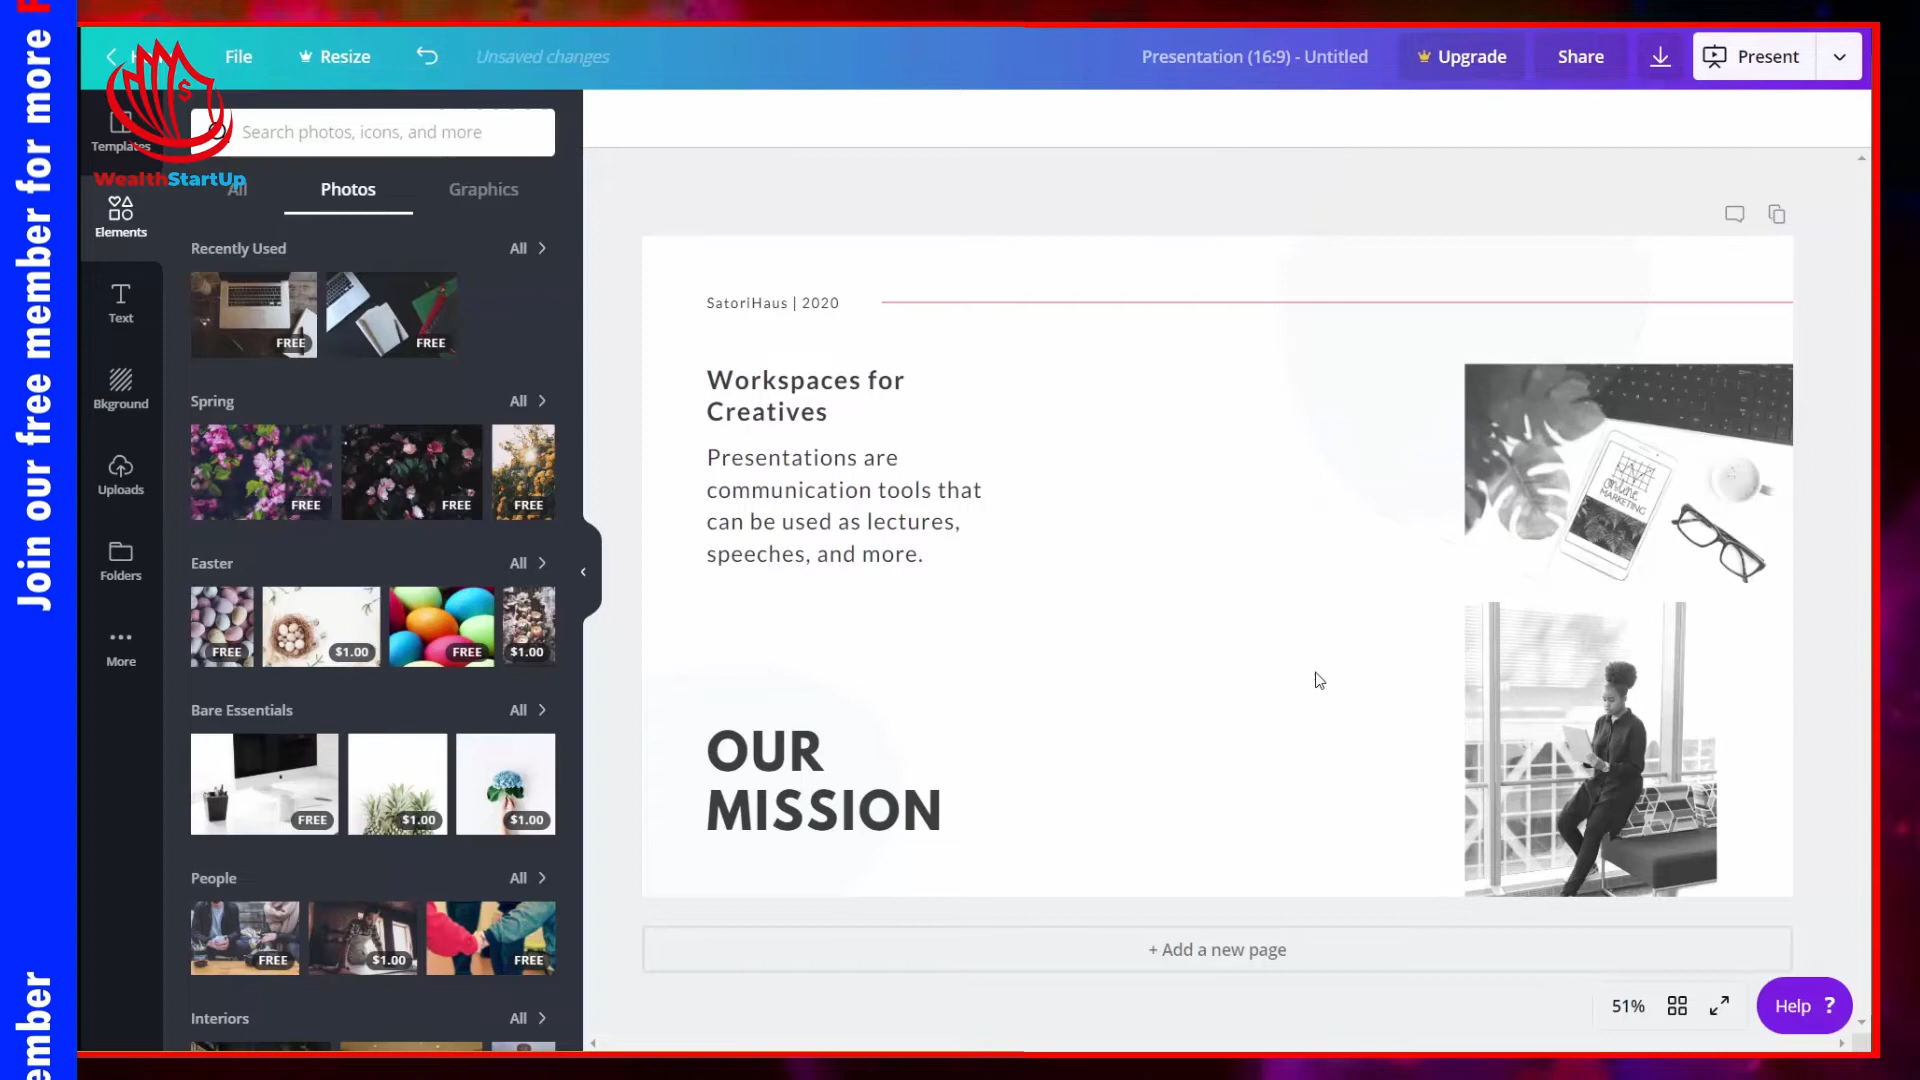 Join our free member for more
ember
WealthStartUp
File
Resize
Unsaved changes
Presentation (16:9) - Untitled
Upgrade
Share
Present
Templates
Elements
Text
Bkground
Uploads
Folders
More
Search photos, icons, and more
All
Photos
Graphics
Recently Used
All
FREE
FREE
Spring
All
FREE
FREE
FREE
Easter
All
FREE
$1.00
FREE
$1.00
Bare Essentials
All
FREE
$1.00
$1.00
People
All
FREE
$1.00
FREE
Interiors
All
SatoriHaus | 2020
Workspaces for
Creatives
Presentations are
communication tools that
can be used as lectures,
speeches, and more.
OUR
MISSION
online
MARKETING
+ Add a new page
51%
Help ?